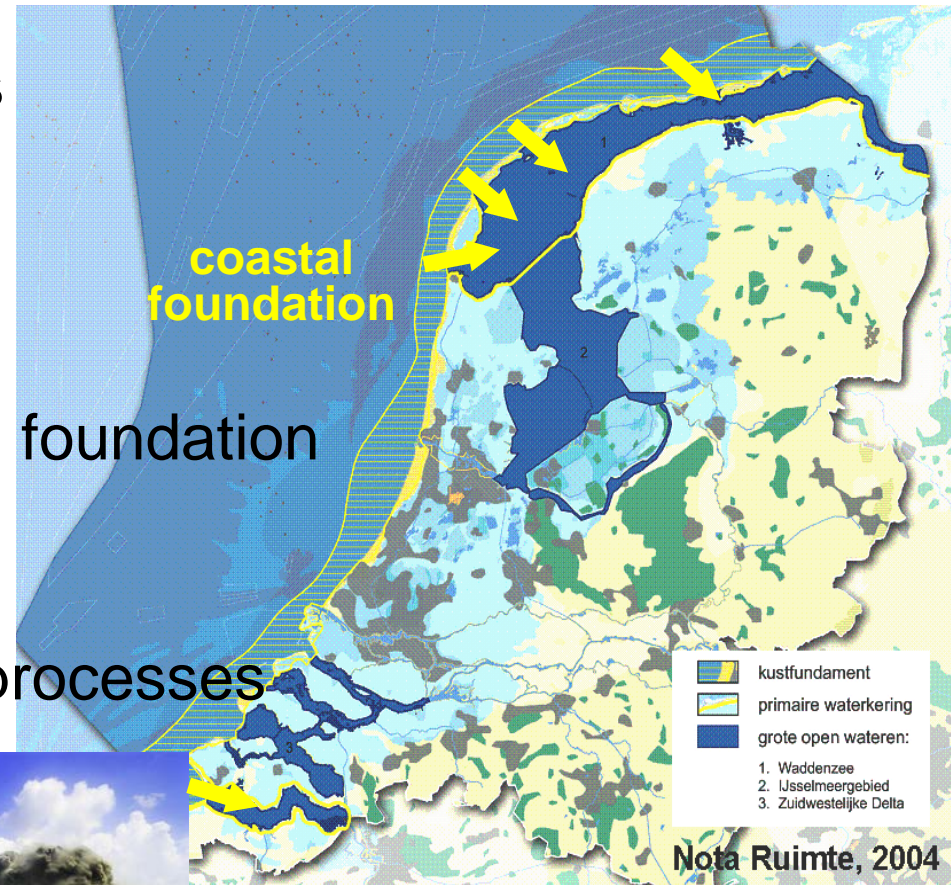 s
coastal
foundation
foundation
processes
1
2
3
kustfundament
primaire waterkering
grote open wateren:
1. Waddenzee
2. IJsselmeergebied
3. Zuidwestelijke Delta
Nota Ruimte, 2004